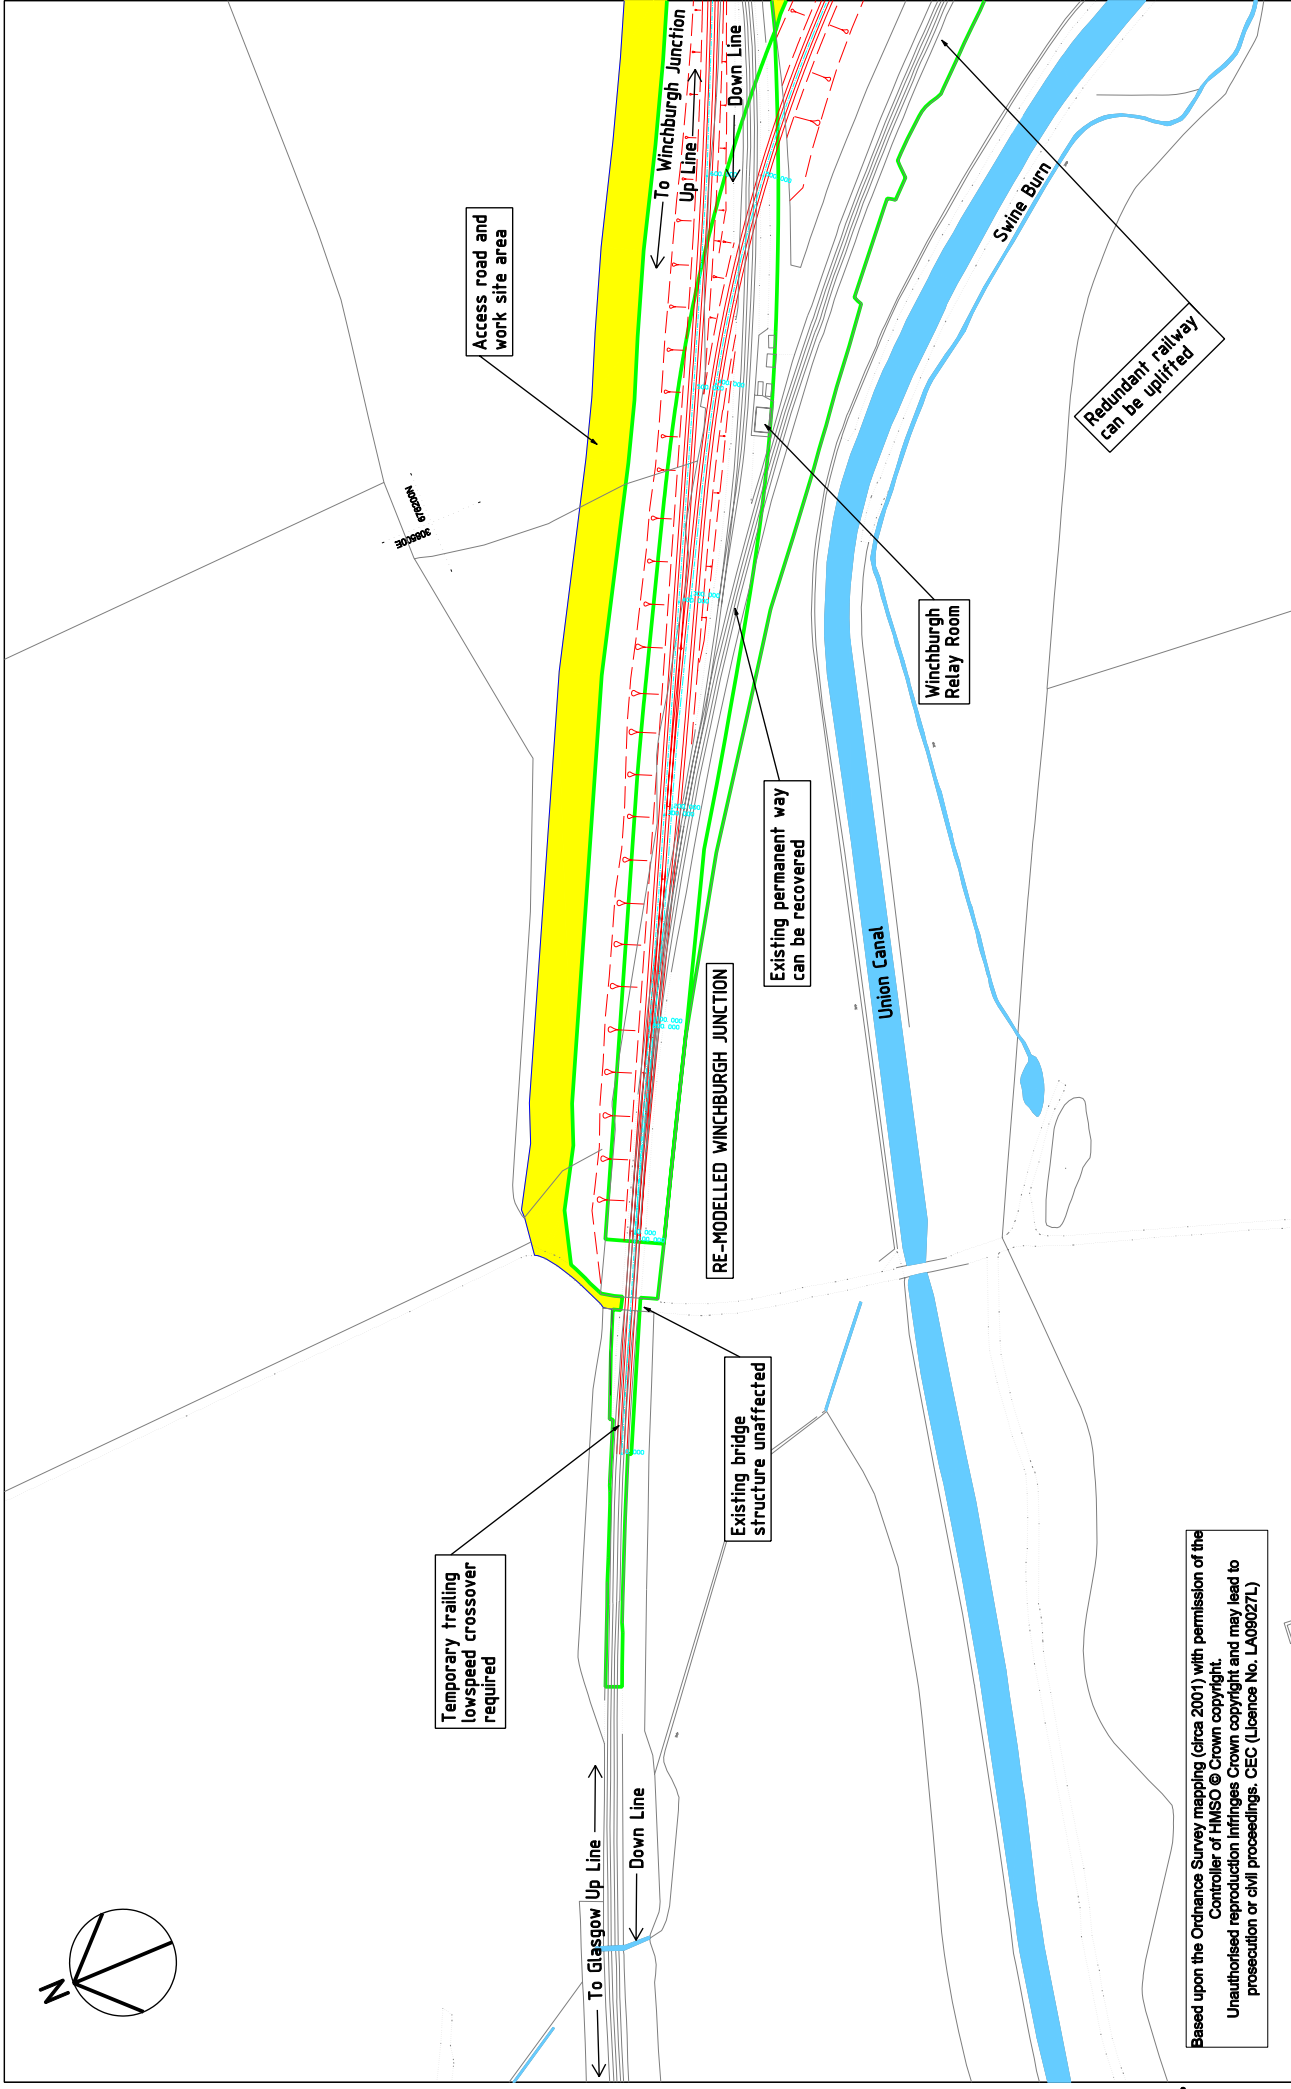 N
To Glasgow
Up Line
Down Line
Temporary trailing
lowspeed crossover
required
Existing bridge
structure unaffected
RE-MODELLED WINCHBURGH JUNCTION
Existing permanent way
can be recovered
Union Canal
Winchburgh
Relay Room
308500E
676200N
Access road and
work site area
To Winchburgh Junction
Up Line
Down Line
Swine Burn
Redundant railway
can be uplifted
Based upon the Ordnance Survey mapping (circa 2001) with permission of the
Controller of HMSO © Crown copyright.
Unauthorised reproduction infringes Crown copyright and may lead to
prosecution or civil proceedings. CEC (Licence No. LA09027L)